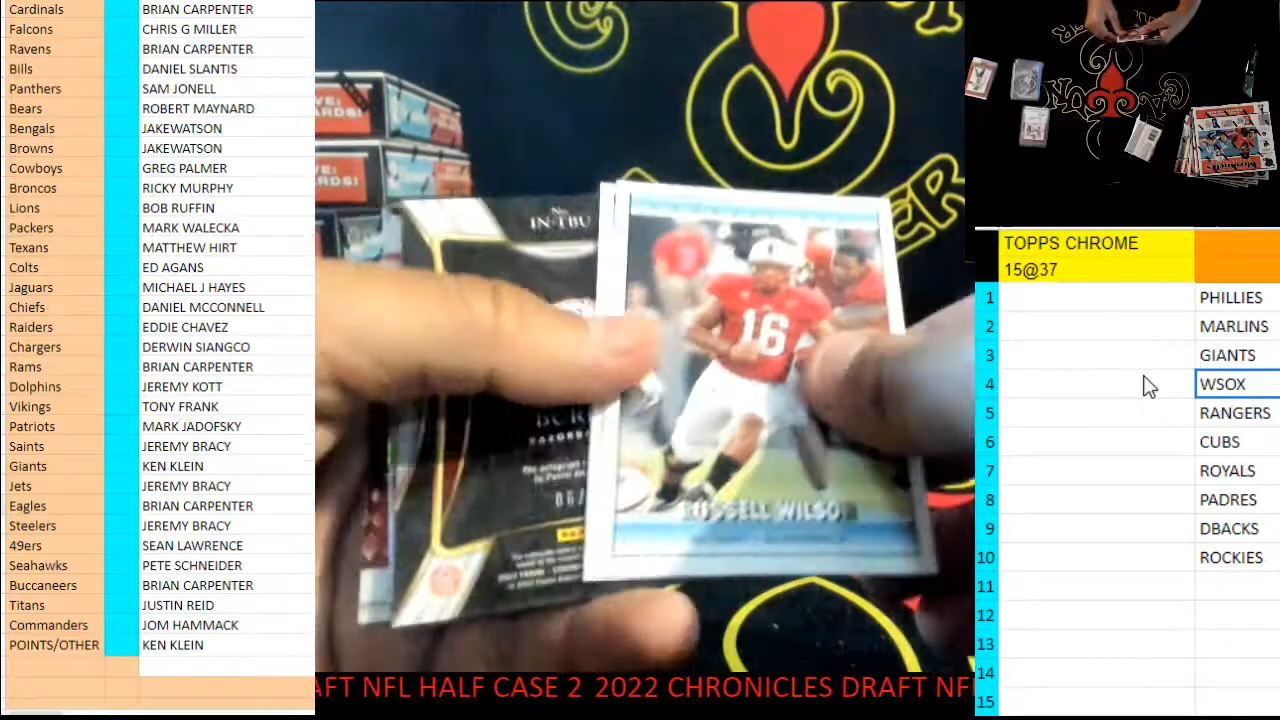 Cardinals BRIAN CARPENTER
Falcons CHRIS G MILLER
Ravens BRIAN CARPENTER
Bills DANIEL SLANTIS
Panthers SAM JONELL
Bears ROBERT MAYNARD
Bengals JAKEWATSON
Browns JAKEWATSON
Cowboys GREG PALMER
Broncos RICKY MURPHY
Lions BOB RUFFIN
Packers MARK WALECKA
Texans MATTHEW HIRT
Colts ED AGANS
Jaguars MICHAEL J HAYES
Chiefs DANIEL MCCONNELL
Raiders EDDIE CHAVEZ
Chargers DERWIN SIANGCO
Rams BRIAN CARPENTER
Dolphins JEREMY KOTT
Vikings TONY FRANK
Patriots MARK JADOFSKY
Saints JEREMY BRACY
Giants KEN KLEIN
Jets JEREMY BRACY
Eagles BRIAN CARPENTER
Steelers JEREMY BRACY
49ers SEAN LAWRENCE
Seahawks PETE SCHNEIDER
Buccaneers BRIAN CARPENTER
Titans JUSTIN REID
Commanders JOM HAMMACK
POINTS/OTHER KEN KLEIN
No.
IN-TBU
16
RUSSELL WILSON
AFT NFL HALF CASE 2 2022 CHRONICLES DRAFT NF
TOPPS CHROME
15@37
1 PHILLIES
2 MARLINS
3 GIANTS
4 WSOX
5 RANGERS
6 CUBS
7 ROYALS
8 PADRES
9 DBACKS
10 ROCKIES
11
12
13
14
15